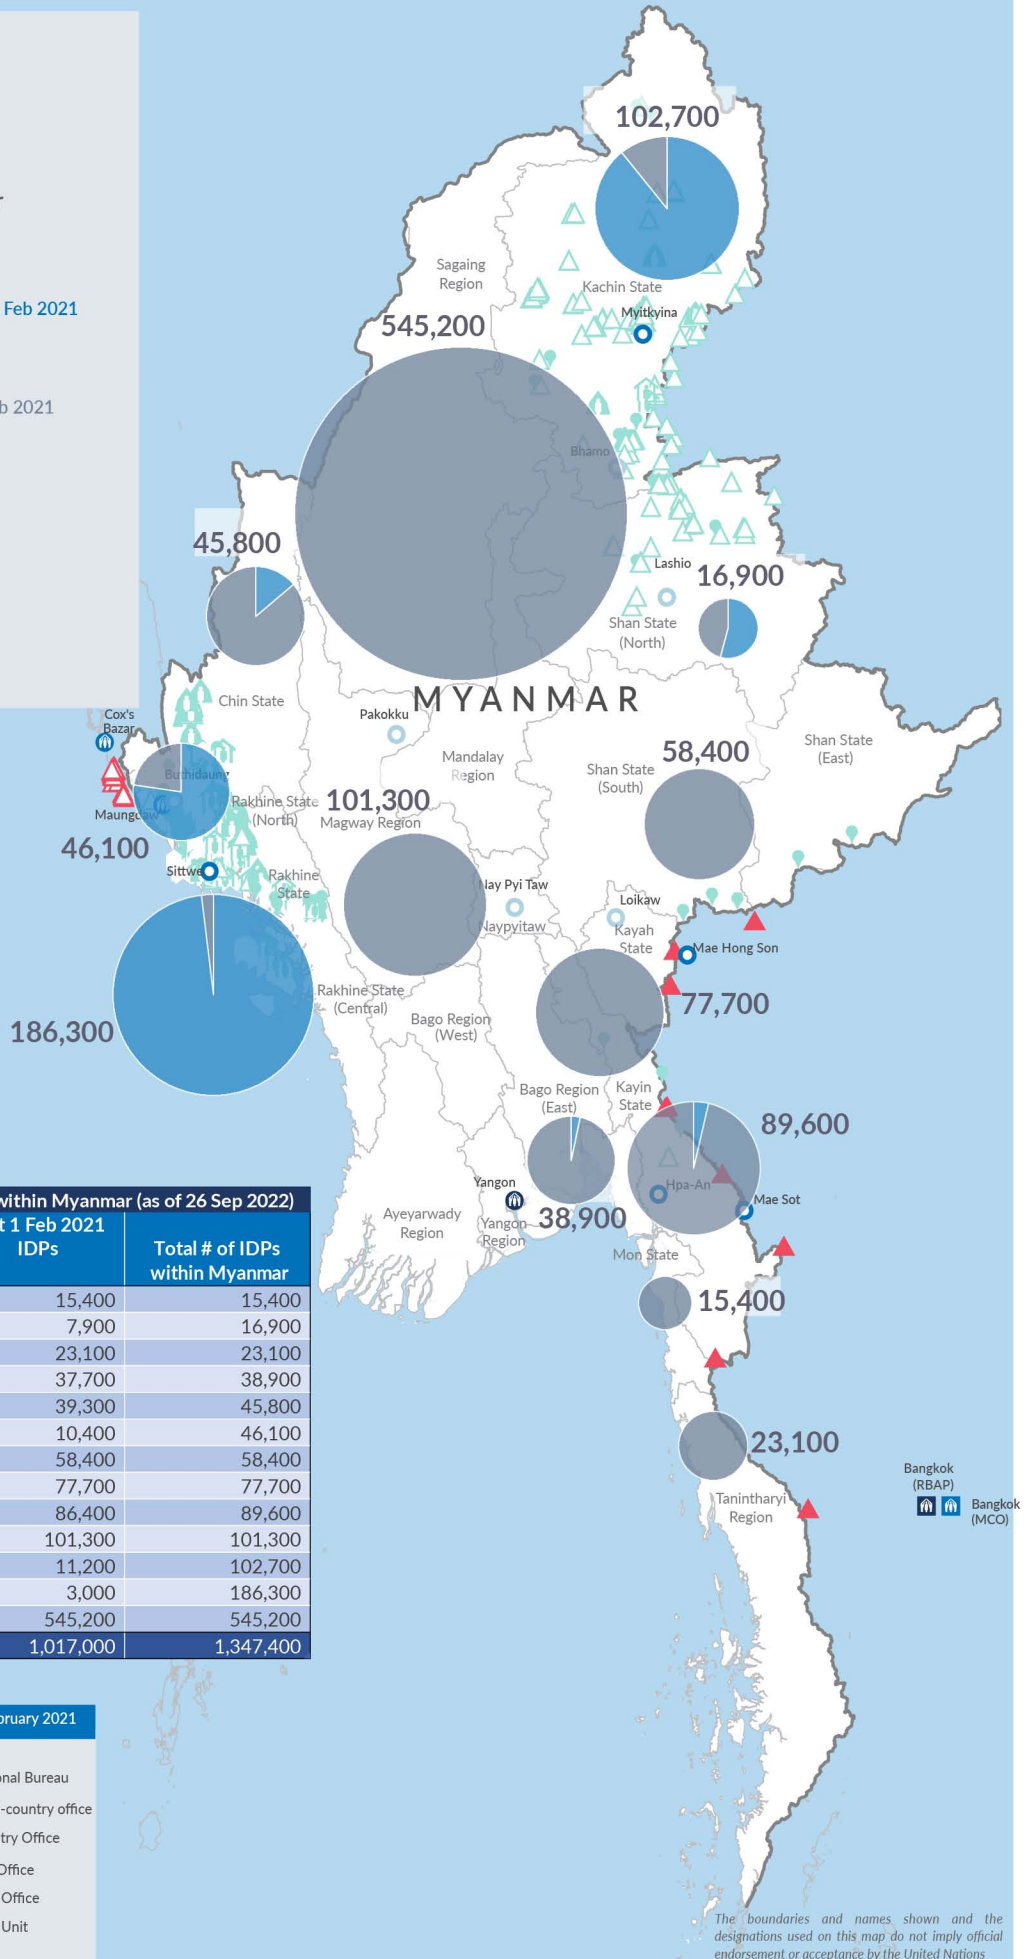 Feb 2021
b 2021
102,700
Sagaing
Region
Kachin State
Myitkyina
545,200
Bhamo
45,800
Lashio
16,900
Shan State
(North)
MYANMAR
Chin State
Cox's
Bazar
Pakokku
Mandalay
Region
58,400
Shan State
(South)
Shan State
(East)
Buthidaung
Maungdaw
Rakhine State
(North)
101,300
Magway Region
46,100
Sittwe
Rakhine
State
Nay Pyi Taw
Naypyitaw
Loikaw
Kayah
State
Mae Hong Son
77,700
Rakhine State
(Central)
Bago Region
(West)
186,300
Bago Region
(East)
Kayin
State
89,600
Hpa-An
Mae Sot
Yangon
Ayeyarwady
Region
Yangon
Region
38,900
Mon State
15,400
23,100
Tanintharyi
Region
Bangkok
(RBAP)
Bangkok
(MCO)
within Myanmar (as of 26 Sep 2022)
t 1 Feb 2021
IDPs
Total # of IDPs
within Myanmar
15,400 15,400
7,900 16,900
23,100 23,100
37,700 38,900
39,300 45,800
10,400 46,100
58,400 58,400
77,700 77,700
86,400 89,600
101,300 101,300
11,200 102,700
3,000 186,300
545,200 545,200
1,017,000 1,347,400
bruary 2021
onal Bureau
-country office
try Office
Office
Office
Unit
The boundaries and names shown and the
designations used on this map do not imply official
endorsement or acceptance by the United Nations